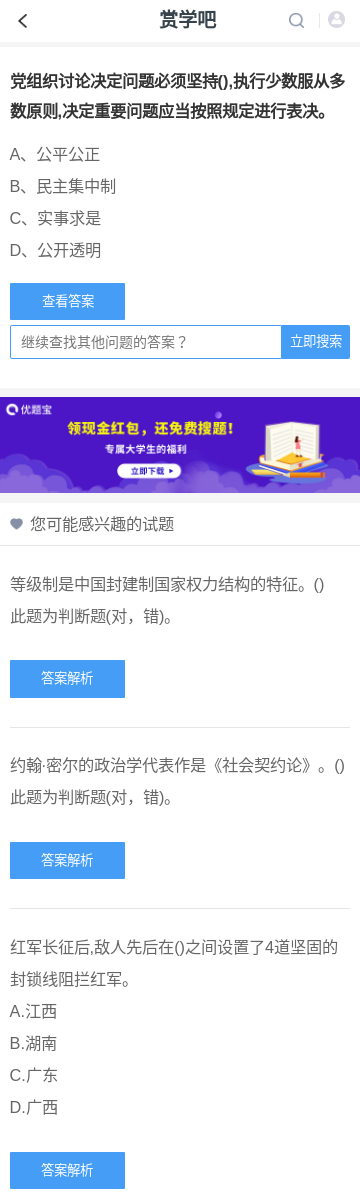 赏学吧
党组织讨论决定问题必须坚持(),执行少数服从多
数原则,决定重要问题应当按照规定进行表决。
A、公平公正
B、民主集中制
C、实事求是
D、公开透明
查看答案
继续查找其他问题的答案？
立即搜索
优题宝
领现金红包，还免费搜题！
专属大学生的福利
立即下载
您可能感兴趣的试题
等级制是中国封建制国家权力结构的特征。()
此题为判断题(对，错)。
答案解析
约翰·密尔的政治学代表作是《社会契约论》。()
此题为判断题(对，错)。
答案解析
红军长征后,敌人先后在()之间设置了4道坚固的
封锁线阻拦红军。
A.江西
B.湖南
C.广东
D.广西
答案解析